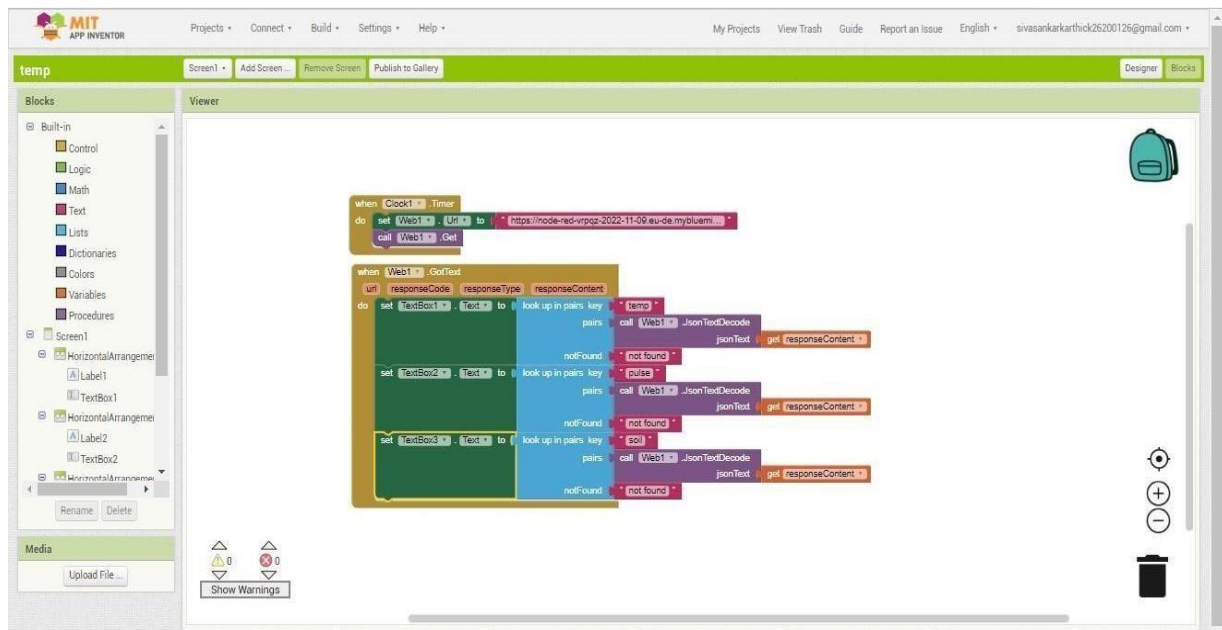 MIT
APP INVENTOR
Projects Connect Build Settings Help My Projects View Trash Guide Report an Issue English sivasankarkarthick26200126@gmail.com
temp Screen1 Add Screen ... Remove Screen Publish to Gallery Designer Blocks
Blocks
Viewer
Built-in
Control
Logic
Math
Text
Lists
Dictionaries
Colors
Variables
Procedures
Screen1
HorizontalArrangeme
Label1
TextBox1
HorizontalArrangeme
Label2
TextBox2
HorizontalArrangeme
Rename Delete
Media
Upload File ...
when Clock1 .Timer
do set Web1 . Url to " https://node-red-vrpqz-2022-11-09.eu-de.mybluemi... "
call Web1 .Get
when Web1 .GotText
url responseCode responseType responseContent
do set TextBox1 . Text to look up in pairs key " temp "
pairs call Web1 .JsonTextDecode
jsonText get responseContent
notFound " not found "
set TextBox2 . Text to look up in pairs key " pulse "
pairs call Web1 .JsonTextDecode
jsonText get responseContent
notFound " not found "
set TextBox3 . Text to look up in pairs key " soil "
pairs call Web1 .JsonTextDecode
jsonText get responseContent
notFound " not found "
0 0
Show Warnings